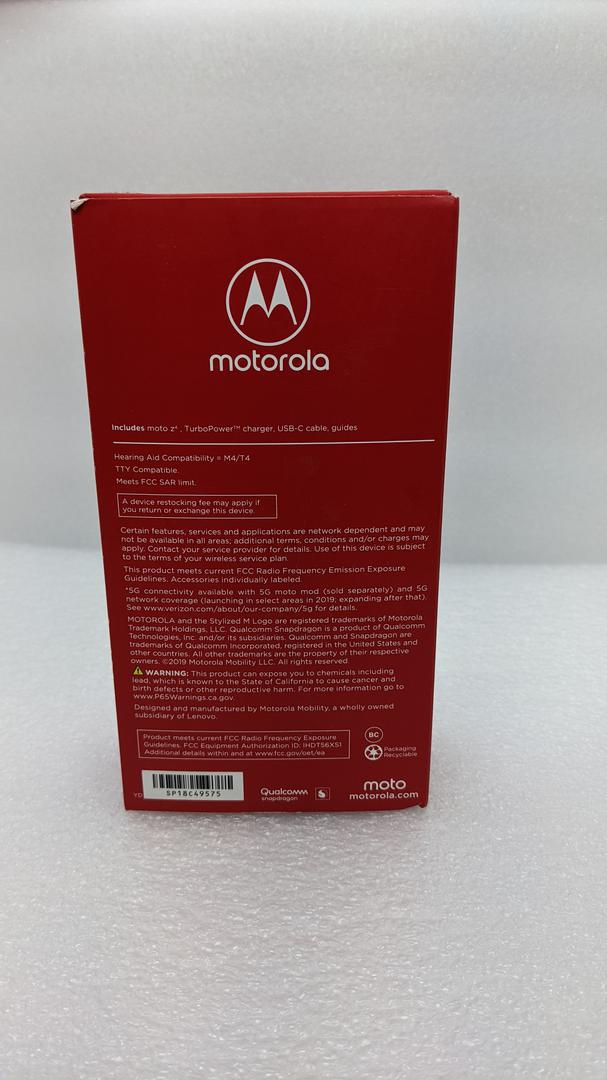 motorola
Includes moto z⁴ , TurboPower™ charger, USB-C cable, guides
Hearing Aid Compatibility = M4/T4
TTY Compatible.
Meets FCC SAR limit.
A device restocking fee may apply if
you return or exchange this device.
Certain features, services and applications are network dependent and may
not be available in all areas; additional terms, conditions and/or charges may
apply. Contact your service provider for details. Use of this device is subject
to the terms of your wireless service plan.
This product meets current FCC Radio Frequency Emission Exposure
Guidelines. Accessories individually labeled.
*5G connectivity available with 5G moto mod (sold separately) and 5G
network coverage (launching in select areas in 2019; expanding after that).
See www.verizon.com/about/our-company/5g for details.
MOTOROLA and the Stylized M Logo are registered trademarks of Motorola
Trademark Holdings, LLC. Qualcomm Snapdragon is a product of Qualcomm
Technologies, Inc. and/or its subsidiaries. Qualcomm and Snapdragon are
trademarks of Qualcomm Incorporated, registered in the United States and
other countries. All other trademarks are the property of their respective
owners. ©2019 Motorola Mobility LLC. All rights reserved.
WARNING: This product can expose you to chemicals including
lead, which is known to the State of California to cause cancer and
birth defects or other reproductive harm. For more information go to
www.P65Warnings.ca.gov.
Designed and manufactured by Motorola Mobility, a wholly owned
subsidiary of Lenovo.
Product meets current FCC Radio Frequency Exposure
Guidelines. FCC Equipment Authorization ID: IHDT56XS1
Additional details within and at www.fcc.gov/oet/ea
BC
Packaging
Recyclable
YD
SP18C49575
Qualcomm
snapdragon
moto
motorola.com